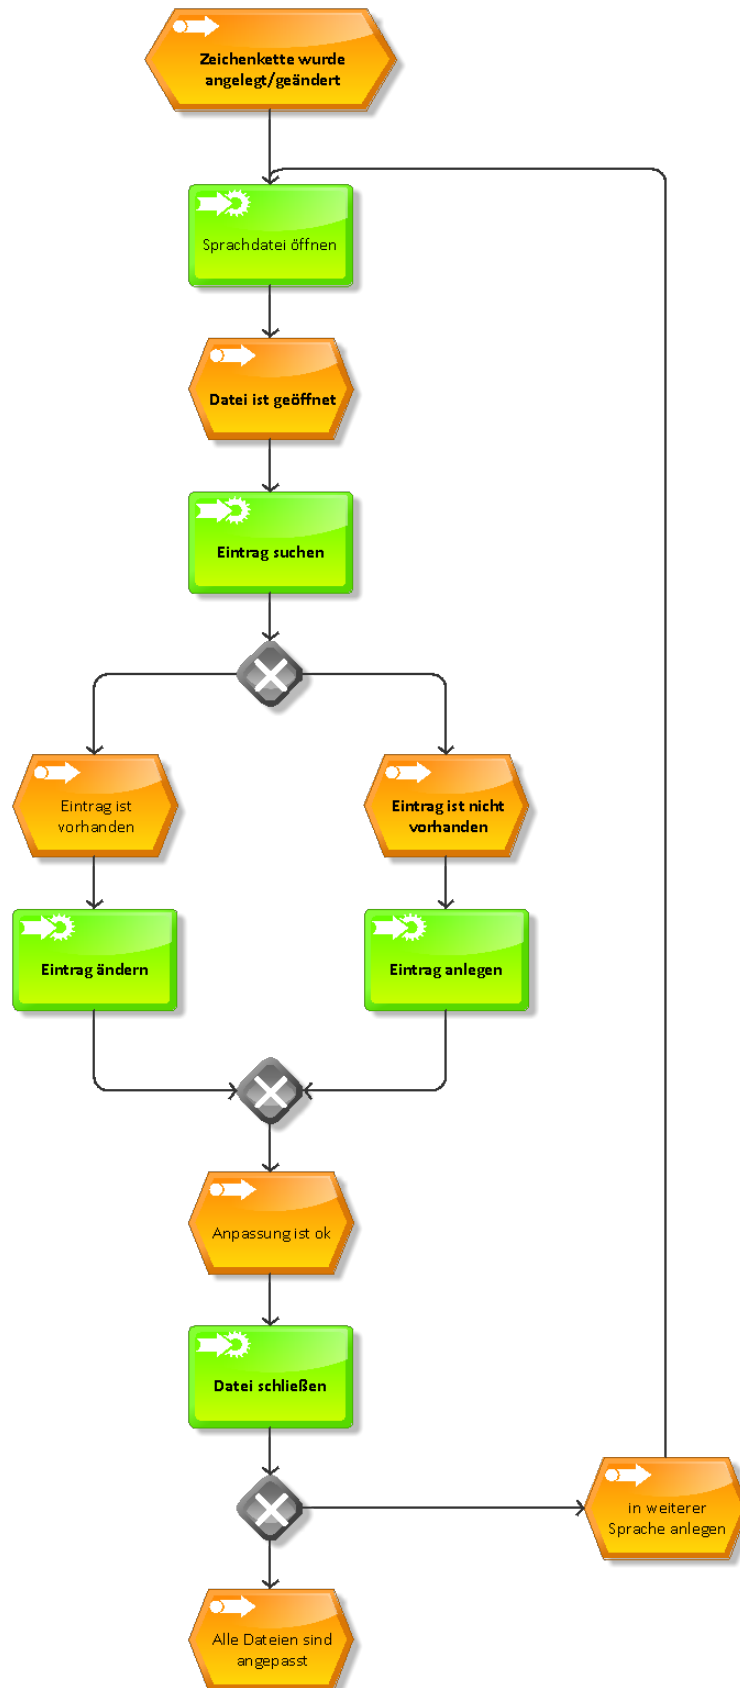 Zeichenkette wurde
angelegt/geändert
Sprachdatei öffnen
Datei ist geöffnet
Eintrag suchen
Eintrag ist
vorhanden
Eintrag ist nicht
vorhanden
Eintrag ändern
Eintrag anlegen
Anpassung ist ok
Datei schließen
in weiterer
Sprache anlegen
Alle Dateien sind
angepasst